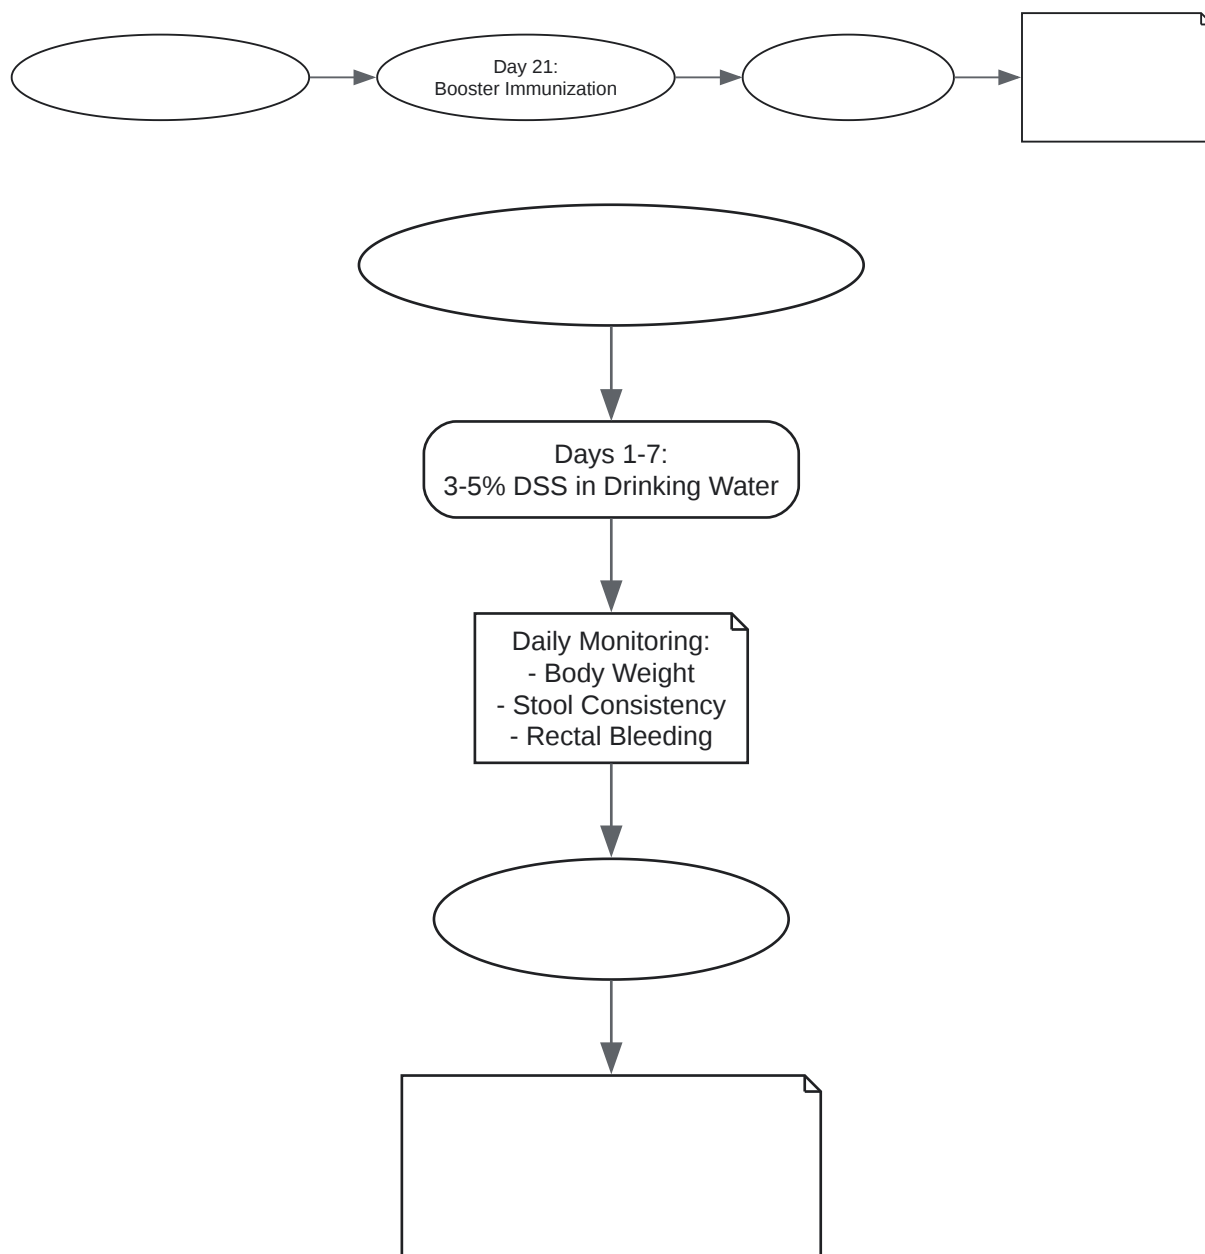 Day 21:
Booster Immunization
Days 1-7:
3-5% DSS in Drinking Water
Daily Monitoring:
- Body Weight
- Stool Consistency
- Rectal Bleeding